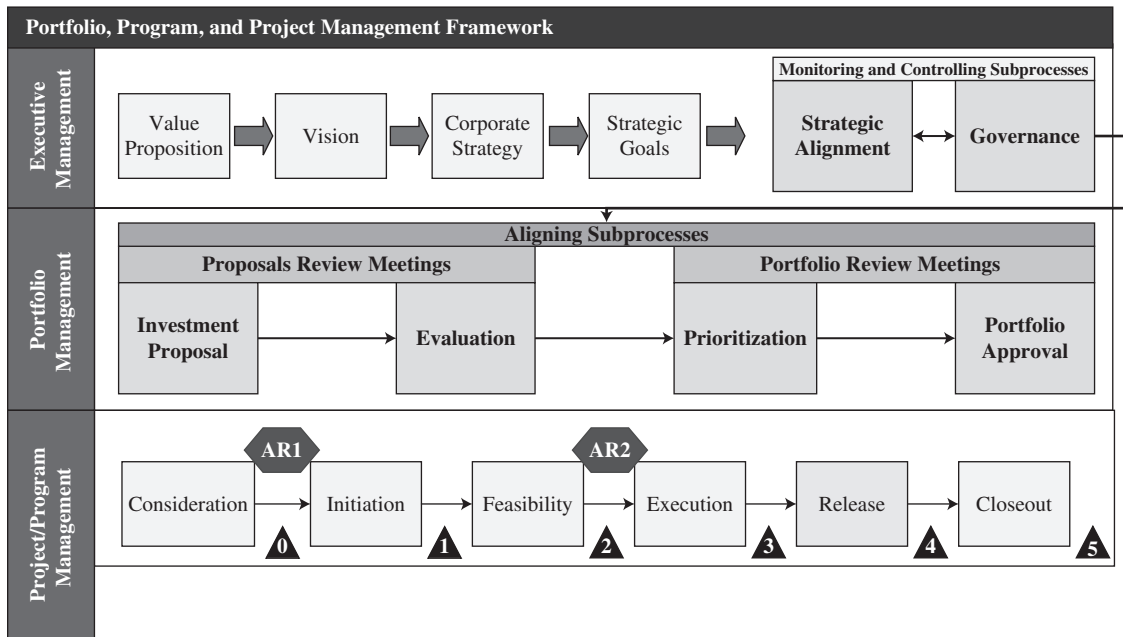 Portfolio, Program, and Project Management Framework
Executive
Management
Value
Proposition
Vision
Corporate
Strategy
Strategic
Goals
Monitoring and Controlling Subprocesses
Strategic
Alignment
Governance
Portfolio
Management
Aligning Subprocesses
Proposals Review Meetings
Portfolio Review Meetings
Investment
Proposal
Evaluation
Prioritization
Portfolio
Approval
Project/Program
Management
AR1
AR2
Consideration
Initiation
Feasibility
Execution
Release
Closeout
0
1
2
3
4
5